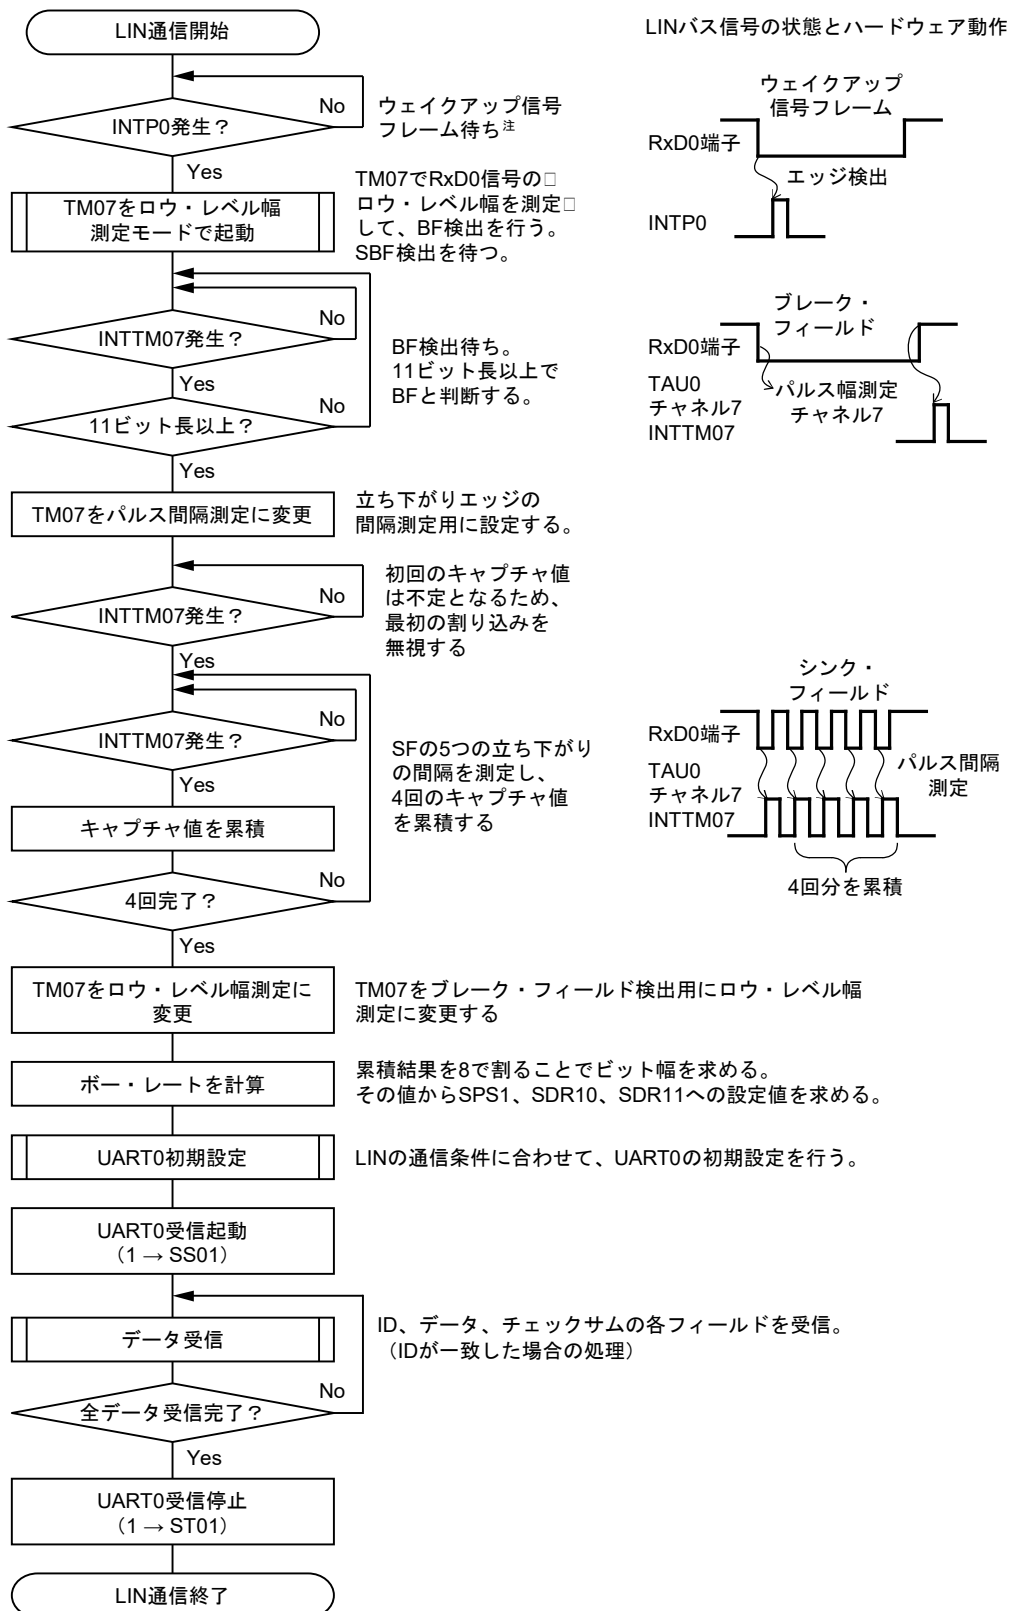 LIN通信開始
LINバス信号の状態とハードウェア動作
No
INTP0発生？
Yes
ウェイクアップ信号
フレーム待ち注
ウェイクアップ
信号フレーム
RxD0端子
エッジ検出
INTP0
TM07をロウ・レベル幅
測定モードで起動
TM07でRxD0信号の□
ロウ・レベル幅を測定□
して、BF検出を行う。
SBF検出を待つ。
No
INTTM07発生？
Yes
No
11ビット長以上？
Yes
BF検出待ち。
11ビット長以上で
BFと判断する。
ブレーク・
フィールド
RxD0端子
TAU0
チャネル7
INTTM07
パルス幅測定
チャネル7
TM07をパルス間隔測定に変更
立ち下がりエッジの
間隔測定用に設定する。
No
INTTM07発生？
Yes
初回のキャプチャ値
は不定となるため、
最初の割り込みを
無視する
No
INTTM07発生？
Yes
キャプチャ値を累積
No
4回完了？
Yes
SFの5つの立ち下がり
の間隔を測定し、
4回のキャプチャ値
を累積する
シンク・
フィールド
RxD0端子
TAU0
チャネル7
INTTM07
パルス間隔
測定
4回分を累積
TM07をロウ・レベル幅測定に
変更
TM07をブレーク・フィールド検出用にロウ・レベル幅
測定に変更する
ボー・レートを計算
累積結果を8で割ることでビット幅を求める。
その値からSPS1、SDR10、SDR11への設定値を求める。
UART0初期設定
LINの通信条件に合わせて、UART0の初期設定を行う。
UART0受信起動
（1 → SS01）
データ受信
ID、データ、チェックサムの各フィールドを受信。
（IDが一致した場合の処理）
No
全データ受信完了？
Yes
UART0受信停止
（1 → ST01）
LIN通信終了